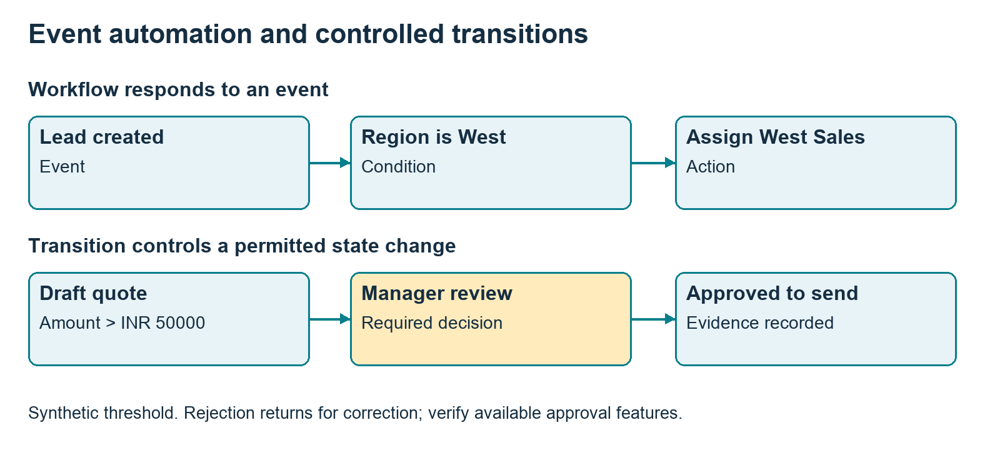 Event automation and controlled transitions
Workflow responds to an event
Lead created
Event
Region is West
Condition
Assign West Sales
Action
Transition controls a permitted state change
Draft quote
Amount > INR 50000
Manager review
Required decision
Approved to send
Evidence recorded
Synthetic threshold. Rejection returns for correction; verify available approval features.